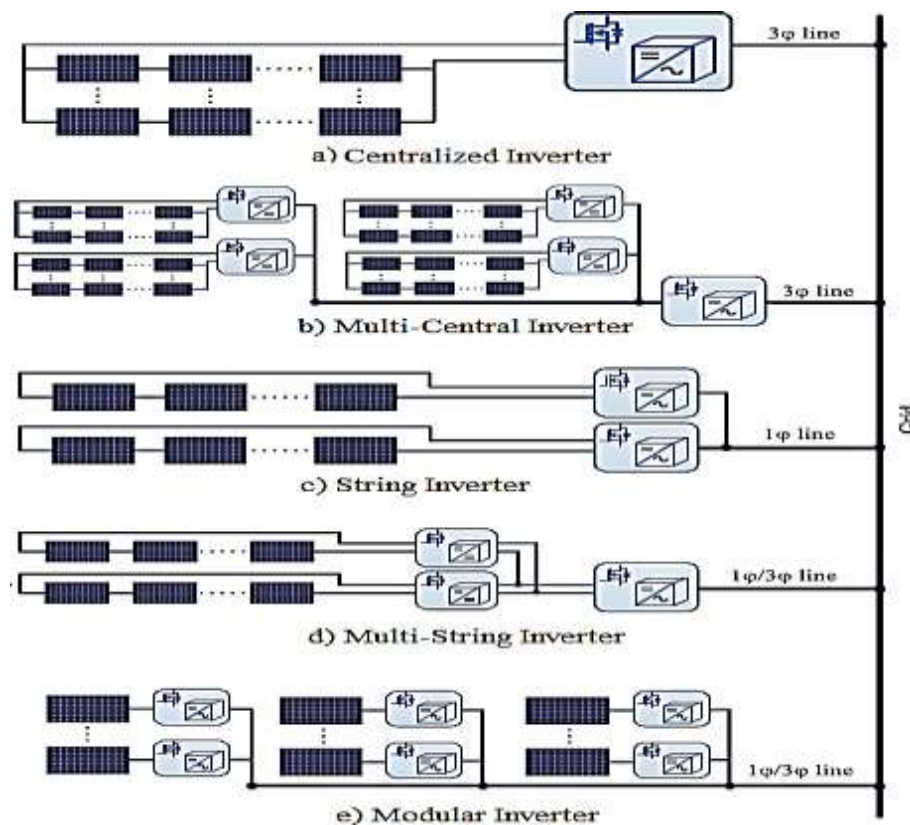 3φ line
a) Centralized Inverter
3φ line
b) Multi-Central Inverter
1φ line
c) String Inverter
1φ/3φ line
d) Multi-String Inverter
1φ/3φ line
e) Modular Inverter